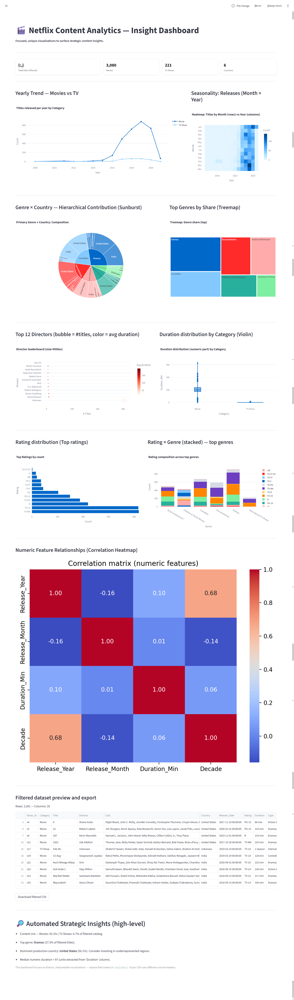 File change.
Rerun
Always rerun
Netflix Content Analytics — Insight Dashboard
Focused, unique visualizations to surface strategic content insights.
{:,}
Total titles (filtered)
3,080
Movies
221
TV Shows
6
Countries
Yearly Trend — Movies vs TV
Titles released per year by Category
Movie
TV Show
Count
800
600
400
200
0
2008
2010
2012
2014
2016
2018
2020
Year
Seasonality: Releases (Month ×
Year)
Heatmap: Titles by Month (rows) vs Year (columns)
Month
Jan
Feb
Mar
Apr
May
Jun
Jul
Aug
Sep
Oct
Nov
Dec
2010
2015
2020
Year
Count
100
50
0
Genre × Country — Hierarchical Contribution (Sunburst)
Primary Genre → Country: Composition
Dramas
United States
India
United Kingdom
Comedies
United States
India
Documentaries
United States
United Kingdom
United States
India
United States
Unknown
Top Genres by Share (Treemap)
Treemap: Genre share (top)
Dramas
Documentaries
Action & Adventure
Comedies
Children & Family Movies
International TV Shows
Top 12 Directors (bubble = #titles, color = avg duration)
Director leaderboard (size=#titles)
Director
Joey So
Martin Scorsese
Noah Baumbach
Rajkumar Santoshi
Robert Vince
Ashutosh Gowariker
McG
S.S. Rajamouli
Robert Rodriguez
Steven Spielberg
David Dhawan
Unknown
0
100
200
300
# Titles
Avg duration
150
100
50
Duration distribution by Category (Violin)
Duration distribution (numeric part) by Category
Duration_Min
300
200
100
0
Movie
TV Show
Category
Rating distribution (Top ratings)
Top Ratings by count
Rating
TV-Y7-FV
G
NR
TV-G
TV-Y7
TV-Y
PG
PG-13
TV-PG
R
TV-14
TV-MA
0
200
400
600
800
Count
Rating × Genre (stacked) — top genres
Rating composition across top genres
Count
800
600
400
200
0
Action & Adventure
Children & Family Movies
Comedies
Documentaries
Dramas
International TV Shows
Genre
UR
TV-Y7-FV
TV-Y7
TV-Y
TV-PG
TV-MA
TV-G
TV-14
R
PG-13
Numeric Feature Relationships (Correlation Heatmap)
Correlation matrix (numeric features)
Release_Year
1.00 -0.16 0.10 0.68
Release_Month
-0.16 1.00 0.01 -0.14
Duration_Min
0.10 0.01 1.00 0.06
Decade
0.68 -0.14 0.06 1.00
Release_Year Release_Month Duration_Min Decade
1.0
0.8
0.6
0.4
0.2
0.0
Filtered dataset preview and export
Rows: 3,301 — Columns: 20
Show_Id Category Title Director Cast Country Release_Date Rating Duration Type
3 s4 Movie 9 Shane Acker Elijah Wood, John C. Reilly, Jennifer Connelly, Christopher Plummer, Crispin Glover, United States 2017-11-16 00:00:00 PG-13 80 min Action
4 s5 Movie 21 Robert Luketic Jim Sturgess, Kevin Spacey, Kate Bosworth, Aaron Yoo, Liza Lapira, Jacob Pitts, Laure United States 2020-01-01 00:00:00 PG-13 123 min Dramas
7 s8 Movie 187 Kevin Reynolds Samuel L. Jackson, John Heard, Kelly Rowan, Clifton Collins Jr., Tony Plana United States 2019-11-01 00:00:00 R 119 min Dramas
10 s11 Movie 1922 Zak Hilditch Thomas Jane, Molly Parker, Dylan Schmid, Kaitlyn Bernard, Bob Frazer, Brian d'Arcy J United States 2017-10-20 00:00:00 TV-MA 103 min Dramas
16 s17 TV Show Feb-09 Unknown Shahd El Yaseen, Shaila Sabt, Hala, Hanadi Al-Kandari, Salma Salem, Ibrahim Al-Harb Unknown 2019-03-20 00:00:00 TV-14 1 Season Internat
18 s19 Movie 15-Aug Swapnaneel Jayakar Rahul Pethe, Mrunmayee Deshpande, Adinath Kothare, Vaibhav Mangale, Jaywant W India 2019-03-29 00:00:00 TV-14 124 min Comedi
20 s21 Movie Kuch Bheege Alfaaz Onir Geetanjali Thapa, Zain Khan Durrani, Shray Rai Tiwari, Mona Ambegaonkar, Chandrey India 2018-09-01 00:00:00 TV-14 110 min Dramas
21 s22 Movie Goli Soda 2 Vijay Milton Samuthirakani, Bharath Seeni, Vinoth, Esakki Barath, Chemban Vinod Jose, Gautham India 2018-09-15 00:00:00 TV-14 128 min Action
22 s23 Movie Maj Rati Keteki Santwana Bardoloi Adil Hussain, Shakil Imtiaz, Mahendra Rabha, Sulakshana Baruah, Rahul Gautam Sar India 2018-09-15 00:00:00 TV-14 117 min Dramas
23 s24 Movie Mayurakshi Atanu Ghosh Soumitra Chatterjee, Prasenjit Chatterjee, Indrani Haldar, Sudipta Chakraborty, Suma India 2018-09-15 00:00:00 TV-14 100 min Dramas
Download filtered CSV
Automated Strategic Insights (high-level)
• Content mix — Movies: 93.3% | TV Shows: 6.7% of filtered catalog.
• Top genre: Dramas (27.5% of filtered titles).
• Dominant production country: United States (50.1%). Consider investing in underrepresented regions.
• Median numeric duration = 97 (units extracted from 'Duration' column).
This dashboard focuses on distinct, interpretable visualizations — replace field names in load_data() if your CSV uses different column headers.